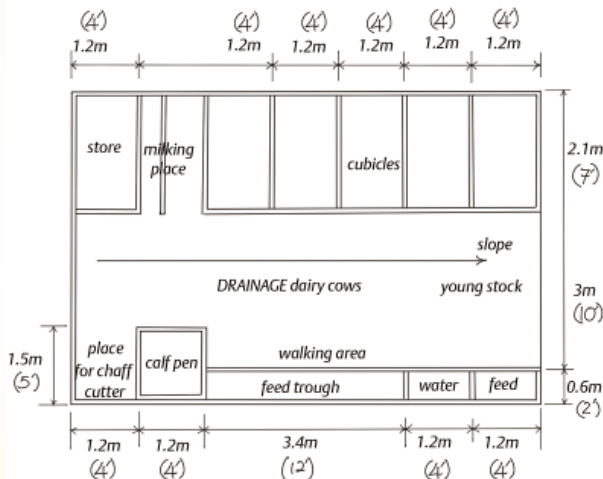 (4') (4') (4') (4') (4') (4')
1.2m 1.2m 1.2m 1.2m 1.2m 1.2m
store
milking
place
cubicles
2.1m
(7')
slope
DRAINAGE dairy cows
young stock
3m
(10')
1.5m
(5')
place
for chaff
cutter
calf pen
walking area
feed trough
water
feed
0.6m
(2')
1.2m 1.2m 3.4m 1.2m 1.2m
(4') (4') (12') (4') (4')